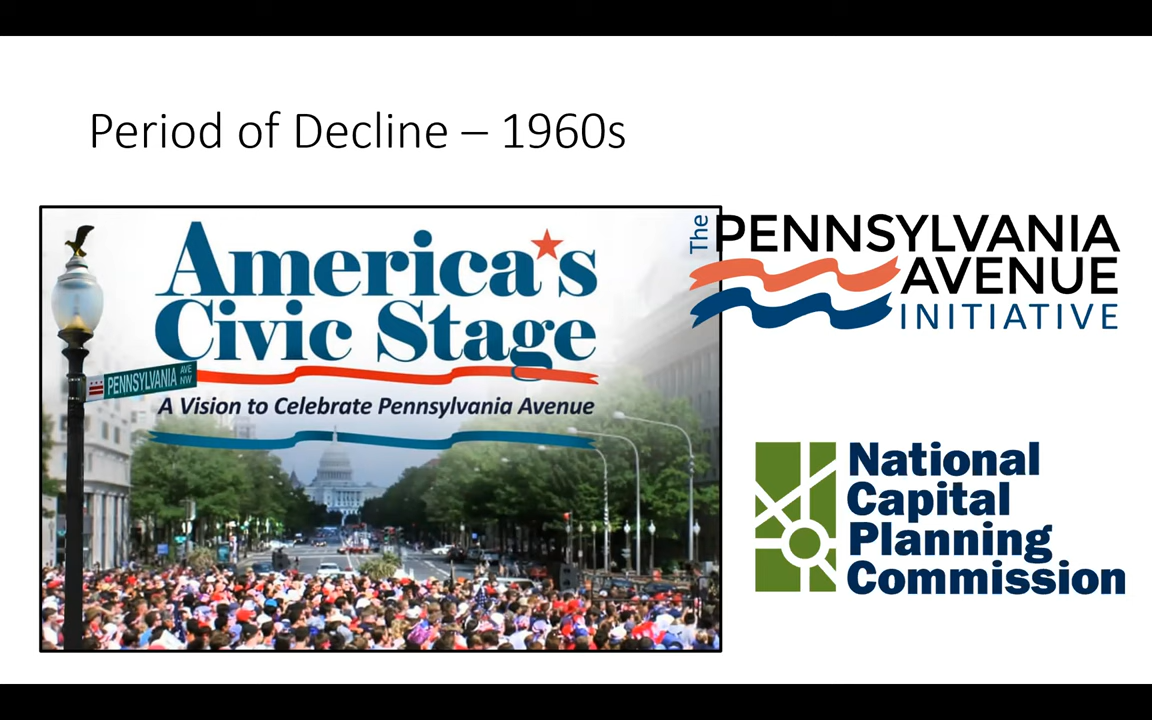 Period of Decline – 1960s
America's
Civic Stage
PENNSYLVANIA AVE NW
A Vision to Celebrate Pennsylvania Avenue
The PENNSYLVANIA
AVENUE
INITIATIVE
National
Capital
Planning
Commission